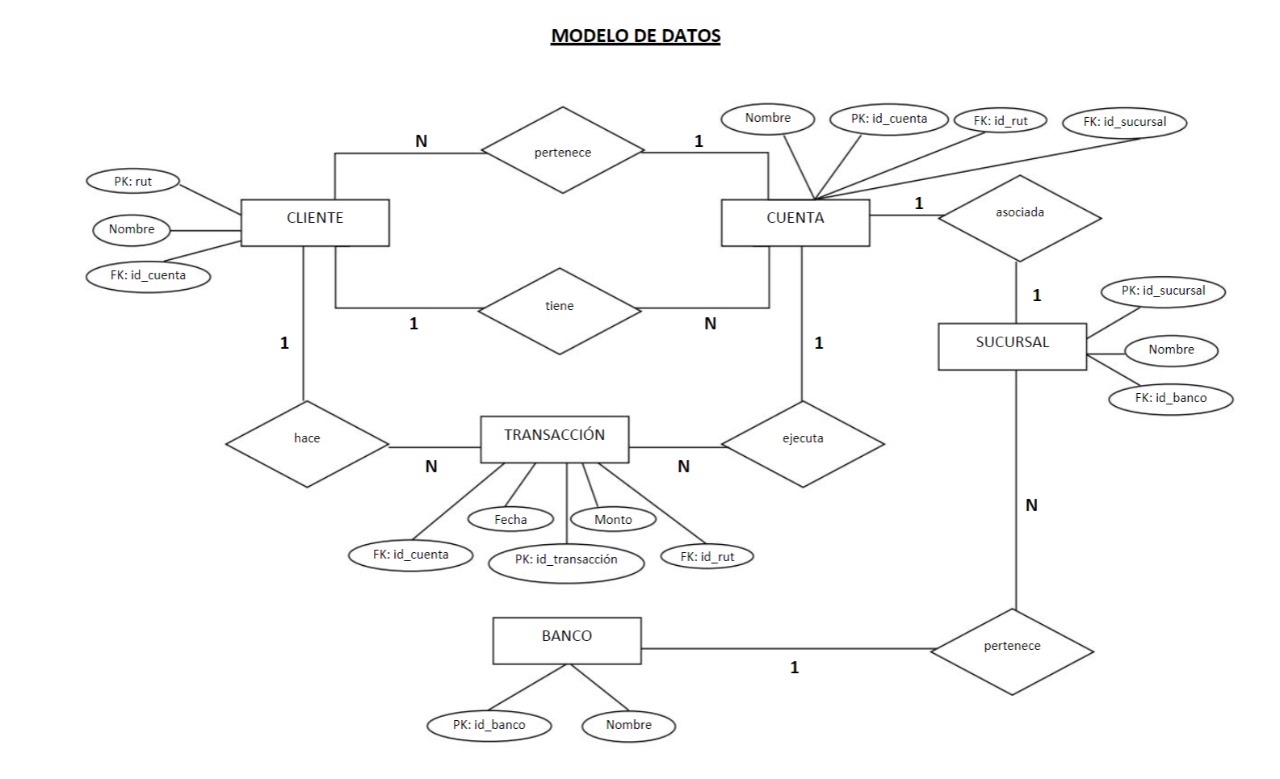 MODELO DE DATOS
Nombre
PK: id_cuenta
FK: id_rut
FK: id_sucursal
N
pertenece
1
PK: rut
Nombre
FK: id_cuenta
CLIENTE
CUENTA
1
asociada
1
tiene
N
1
PK: id_sucursal
Nombre
FK: id_banco
SUCURSAL
1
1
hace
N
TRANSACCIÓN
N
ejecuta
FK: id_cuenta
Fecha
PK: id_transacción
Monto
FK: id_rut
N
BANCO
1
pertenece
PK: id_banco
Nombre